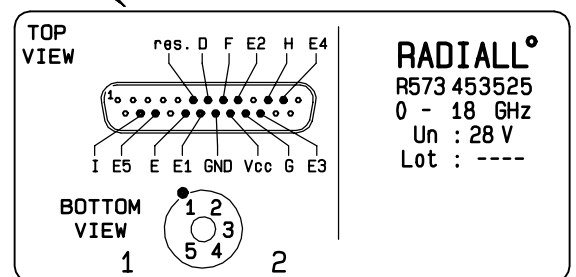 TOP
VIEW
res. D F E2 H E4
1
I E5 E E1 GND Vcc G E3
BOTTOM
VIEW
1 2
3
5 4
1 2
RADIALL°
R573 453525
0 - 18 GHz
Un : 28 V
Lot : ----